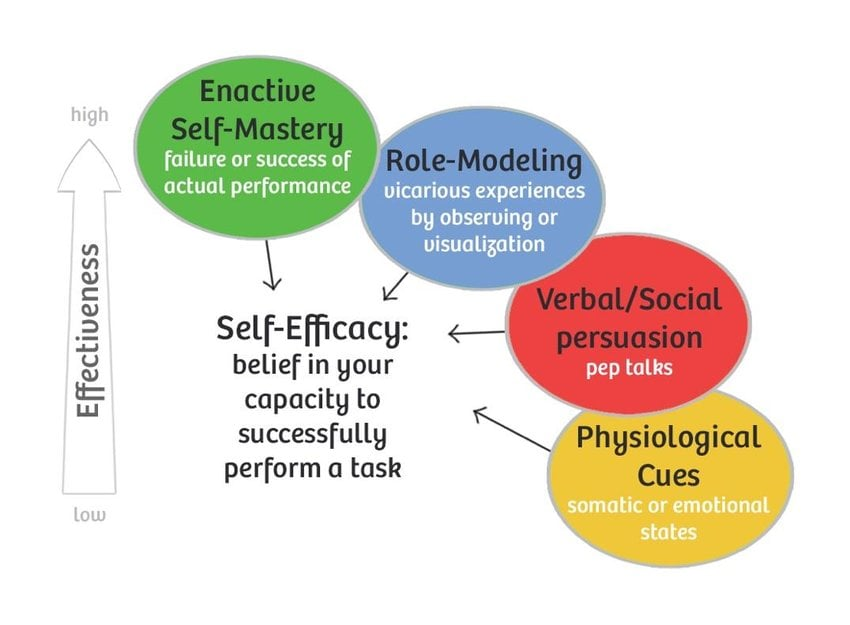 high
Effectiveness
low
Enactive
Self-Mastery
failure or success of
actual performance
Role-Modeling
vicarious experiences
by observing or
visualization
Verbal/Social
persuasion
pep talks
Physiological
Cues
somatic or emotional
states
Self-Efficacy:
belief in your
capacity to
successfully
perform a task